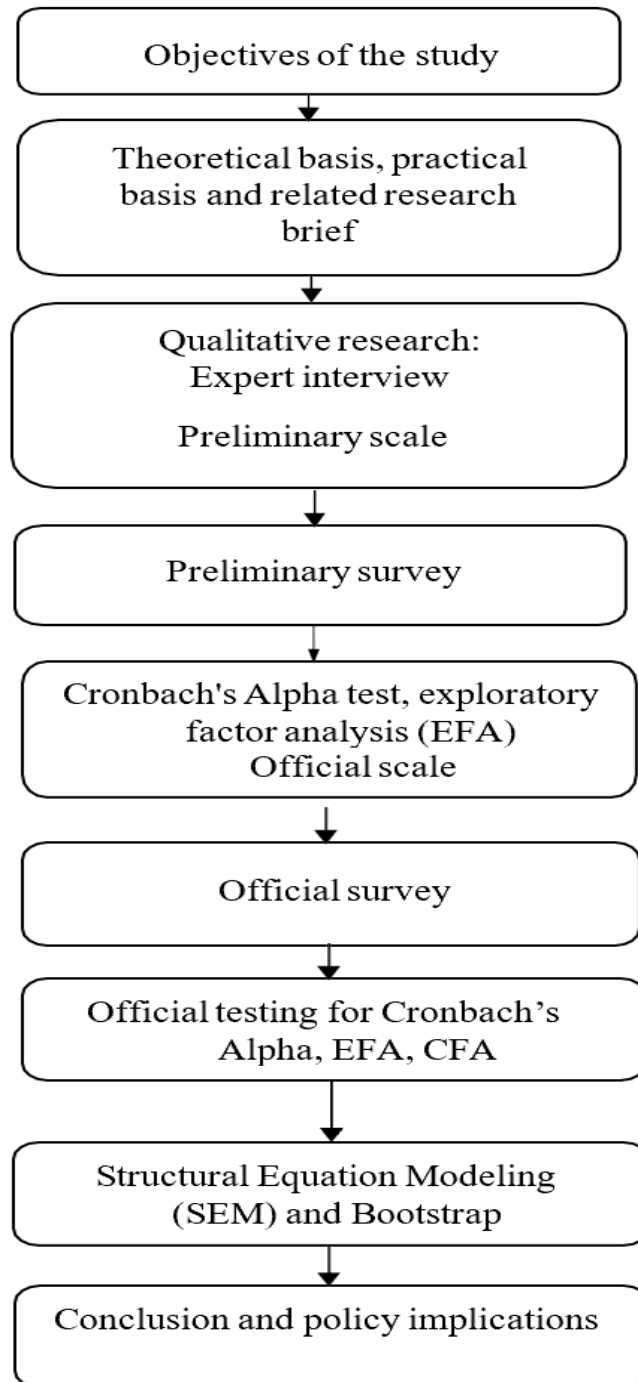 Objectives of the study
Theoretical basis, practical
basis and related research
brief
Qualitative research:
Expert interview
Preliminary scale
Preliminary survey
Cronbach's Alpha test, exploratory
factor analysis (EFA)
Official scale
Official survey
Official testing for Cronbach’s
Alpha, EFA, CFA
Structural Equation Modeling
(SEM) and Bootstrap
Conclusion and policy implications